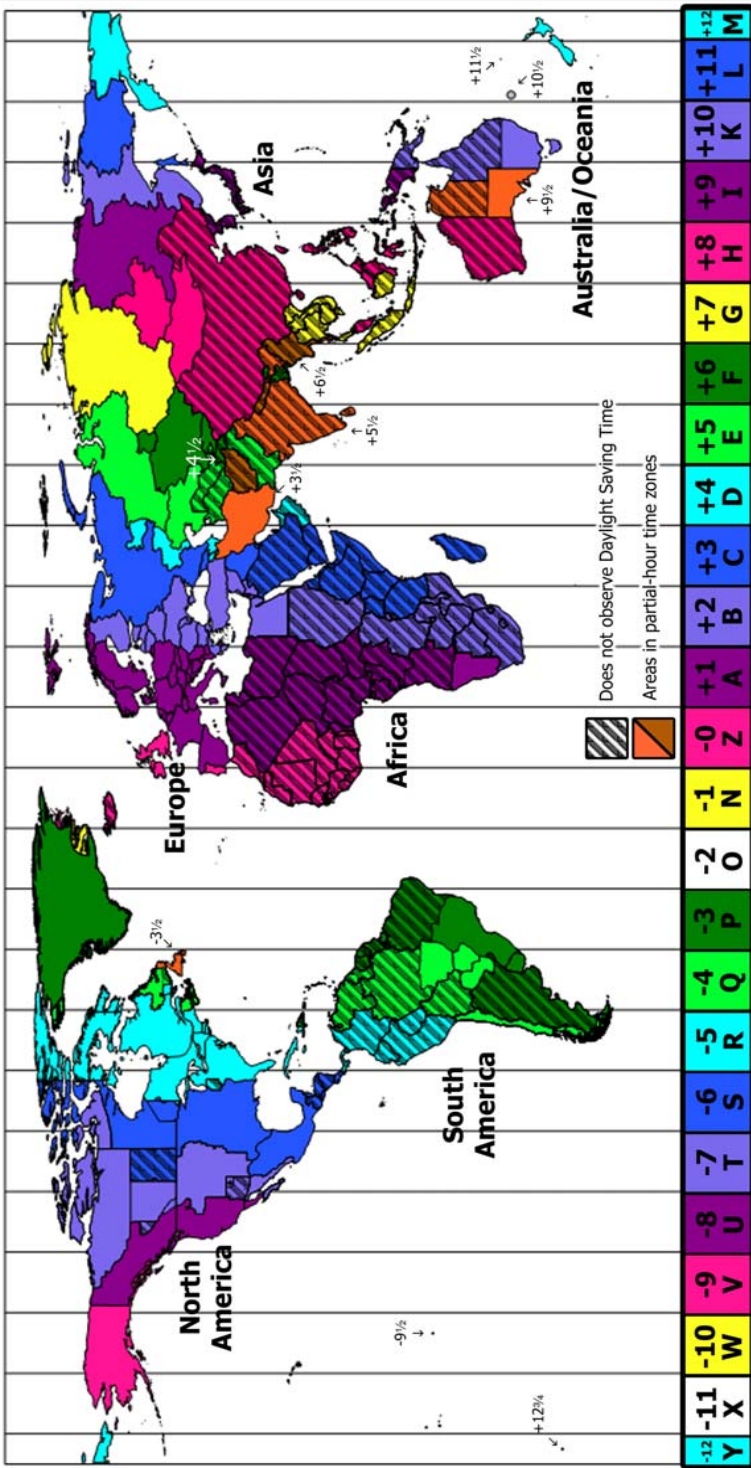 -3½
+4½
+3½
+6½
+5½
+11½
+10½
+9½
-9½
+12¾
North
America
South
America
Europe
Africa
Asia
Australia/Oceania
Does not observe Daylight Saving Time
Areas in partial-hour time zones
-12 -11 -10 -9 -8 -7 -6 -5 -4 -3 -2 -1 -0 +1 +2 +3 +4 +5 +6 +7 +8 +9 +10 +11 +12
Y X W V U T S R Q P O N Z A B C D E F G H I K L M